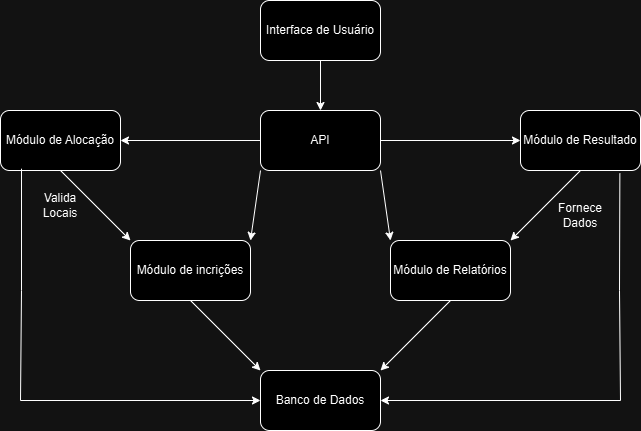 Interface de Usuário
Módulo de Alocação
API
Módulo de Resultado
Valida
Locais
Fornece
Dados
Módulo de incrições
Módulo de Relatórios
Banco de Dados